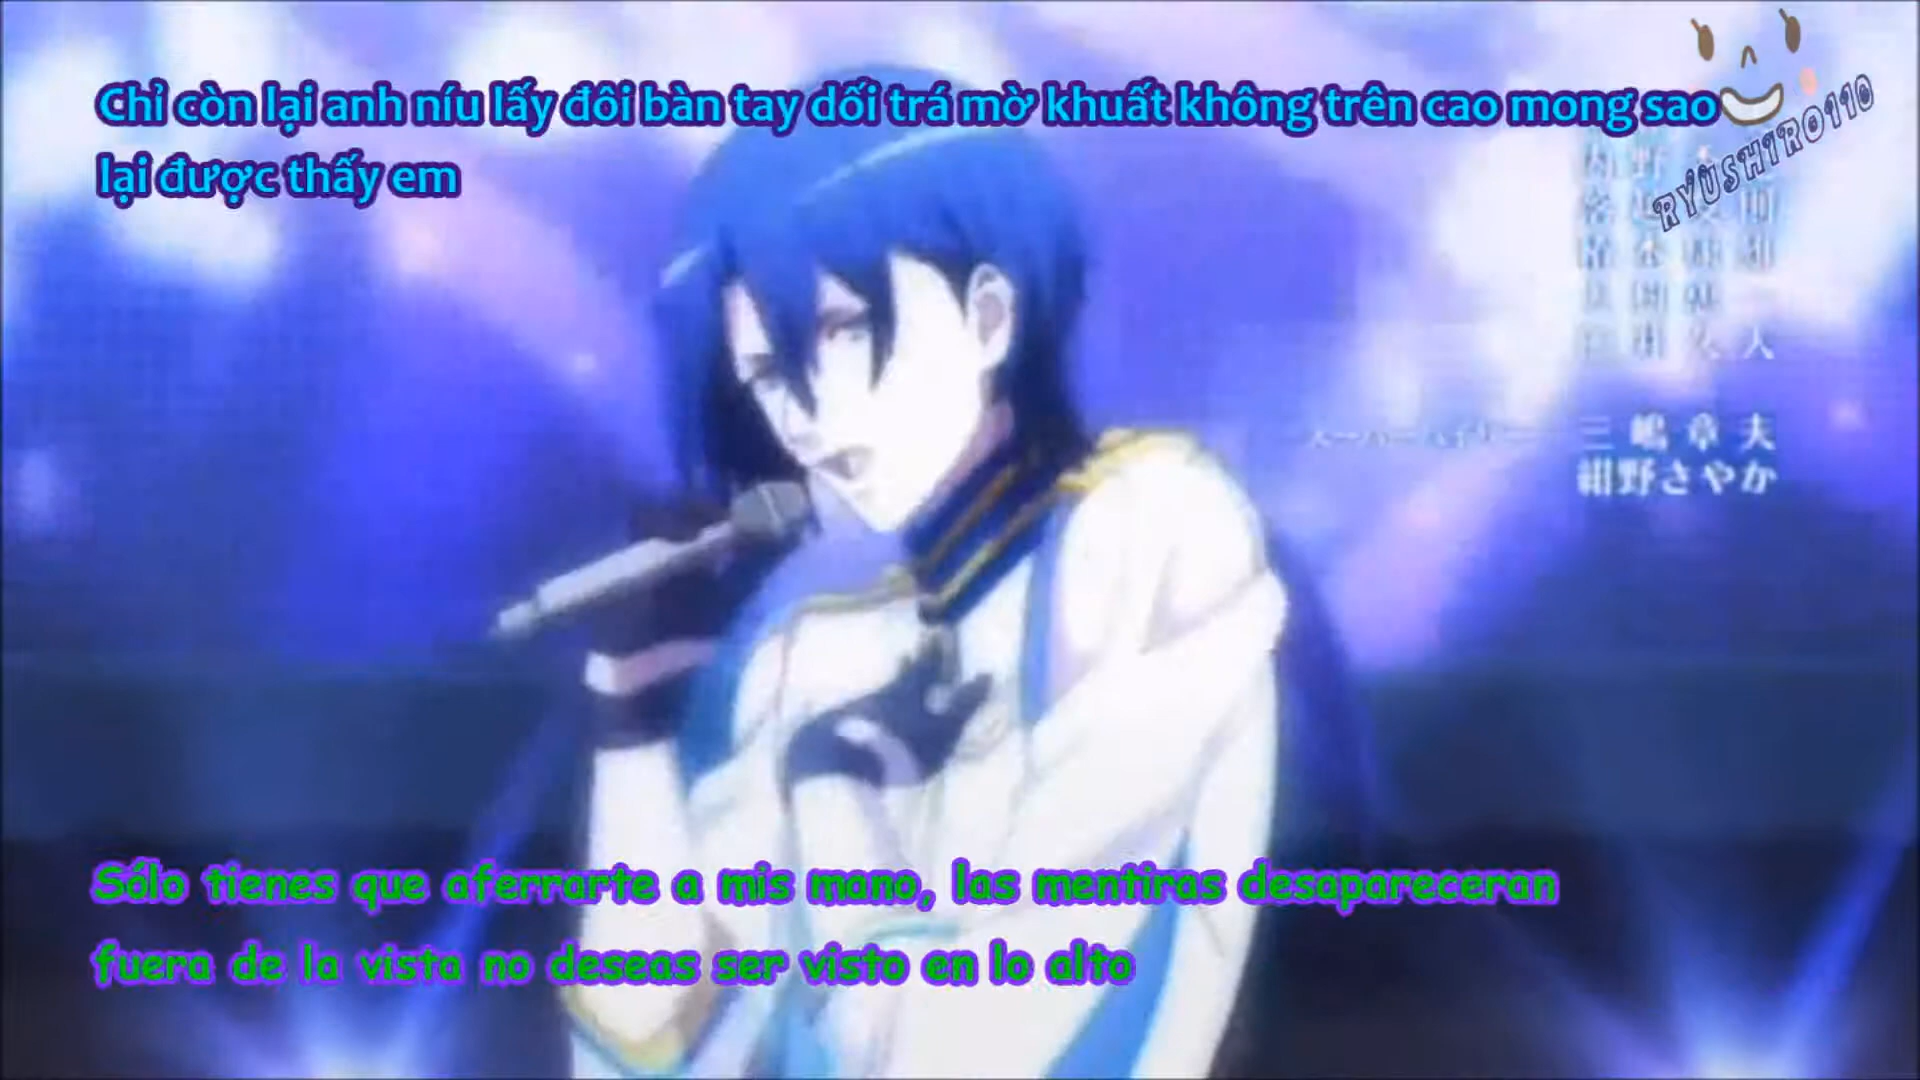 Chỉ còn lại anh níu lấy đôi bàn tay dối trá mờ khuất không trên cao mong sao
lại được thấy em
RYUSHIRO110
三嶋章夫
紺野さやか
Sólo tienes que aferrarte a mis mano, las mentiras desapareceran
fuera de la vista no deseas ser visto en lo alto